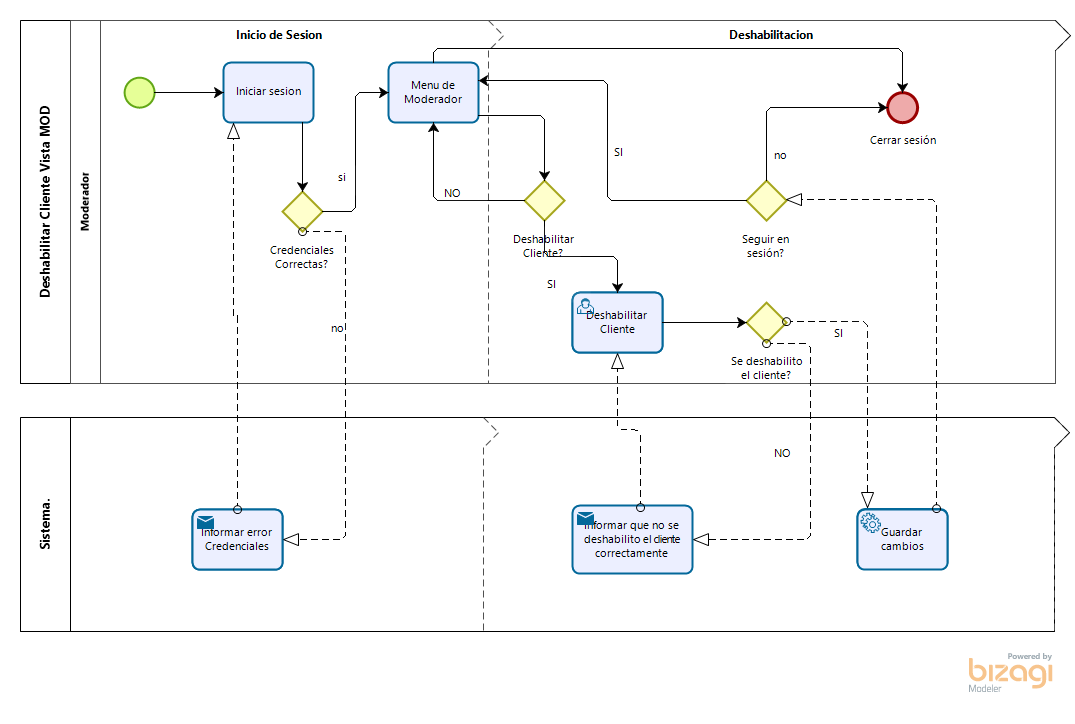 Deshabilitar Cliente Vista MOD
Moderador
Inicio de Sesion
Deshabilitacion
Iniciar sesion
Menu de
Moderador
Cerrar sesión
si
SI
no
NO
Credenciales
Correctas?
Deshabilitar
Cliente?
Seguir en
sesión?
SI
no
Deshabilitar
Cliente
SI
Se deshabilito
el cliente?
Sistema.
NO
Informar error
Credenciales
Informar que no se
deshabilito el cliente
correctamente
Guardar
cambios
Powered by
bizagi
Modeler